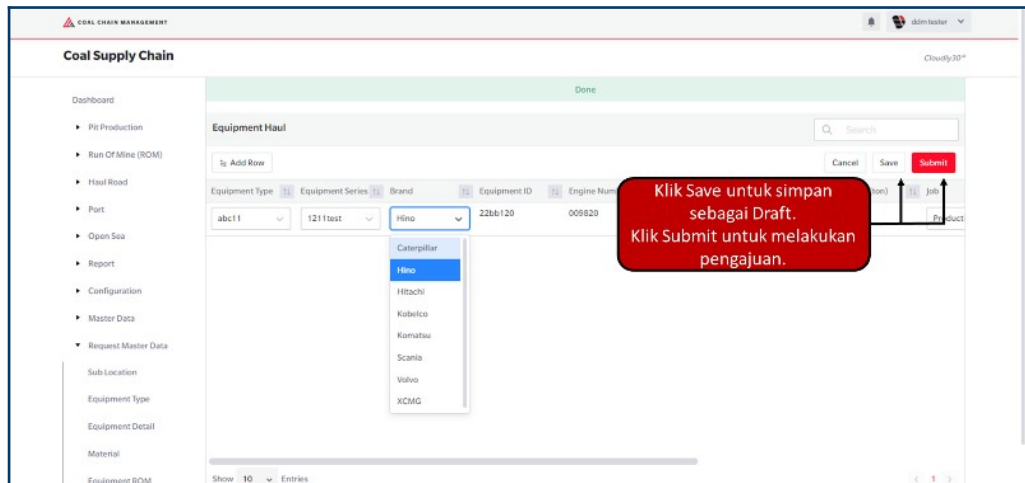 COAL CHAIN MANAGEMENT
ddm tester
Coal Supply Chain
Cloudly30°
Dashboard
Pit Production
Run Of Mine (ROM)
Haul Road
Port
Open Sea
Report
Configuration
Master Data
Request Master Data
Sub Location
Equipment Type
Equipment Detail
Material
Equipment ROM
Done
Equipment Haul
Search
Add Row
Cancel Save Submit
Equipment Type Equipment Series Brand Equipment ID Engine Num ton) Job
abc11 1211test Hino 22bb120 009820 Product
Caterpillar
Hino
Hitachi
Kobelco
Komatsu
Scania
Volvo
XCMG
Klik Save untuk simpan
sebagai Draft.
Klik Submit untuk melakukan
pengajuan.
Show 10 Entries
1